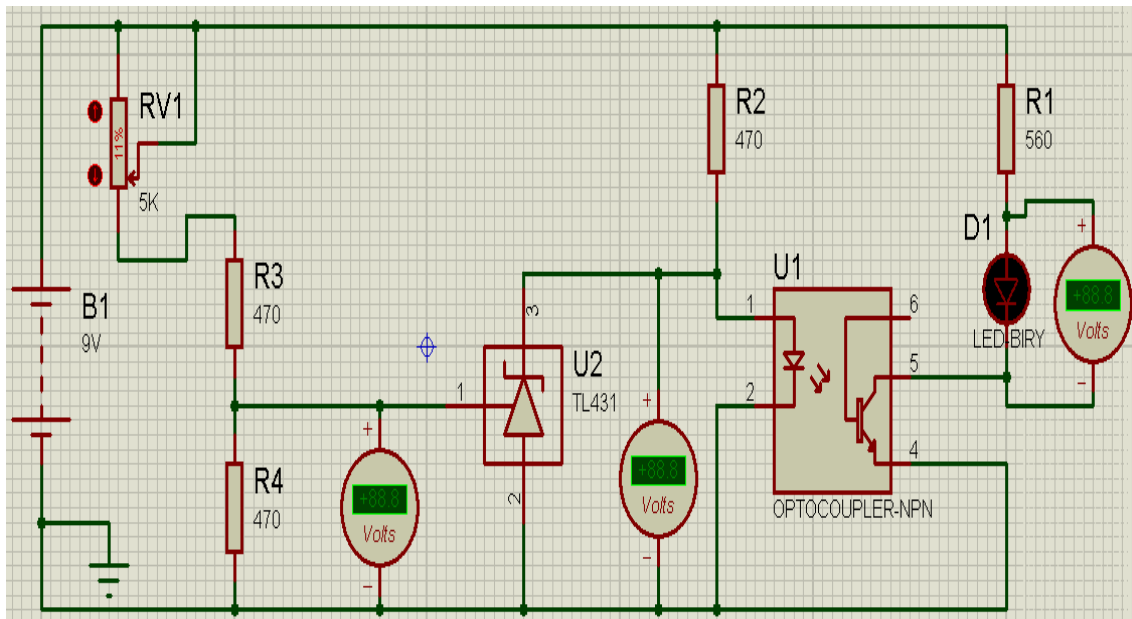 RV1
11%
5K
B1
9V
R3
470
R4
470
+88.8
Volts
+
-
1
3
2
U2
TL431
+88.8
Volts
+
-
R2
470
U1
1
2
6
5
4
OPTOCOUPLER-NPN
R1
560
D1
LED-BIRY
+88.8
Volts
+
-